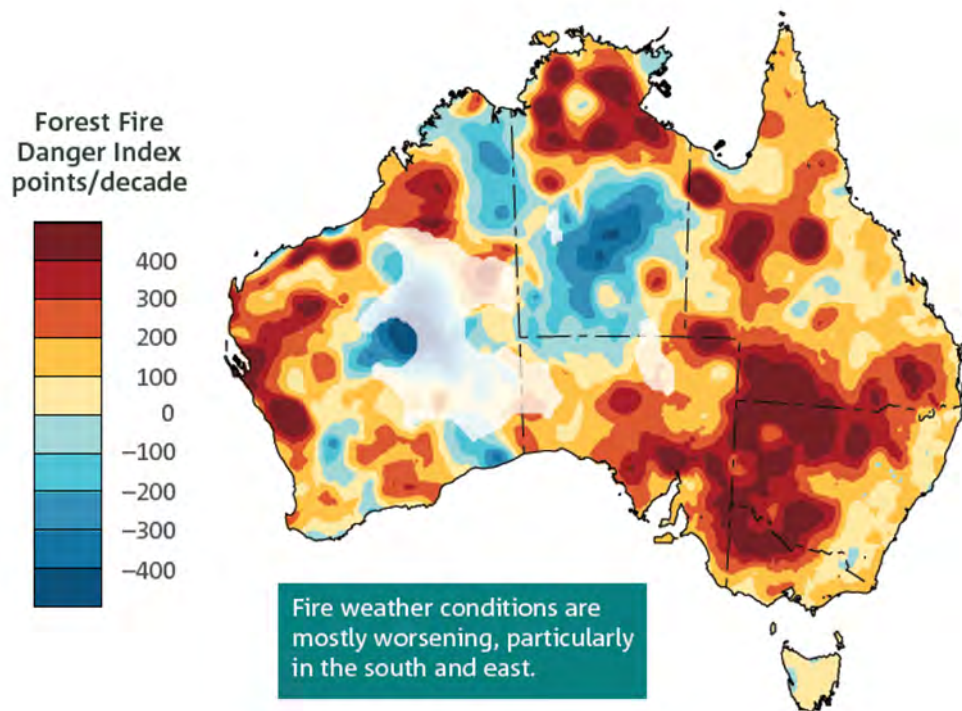 Forest Fire
Danger Index
points/decade
400
300
200
100
0
−100
−200
−300
−400
Fire weather conditions are
mostly worsening, particularly
in the south and east.